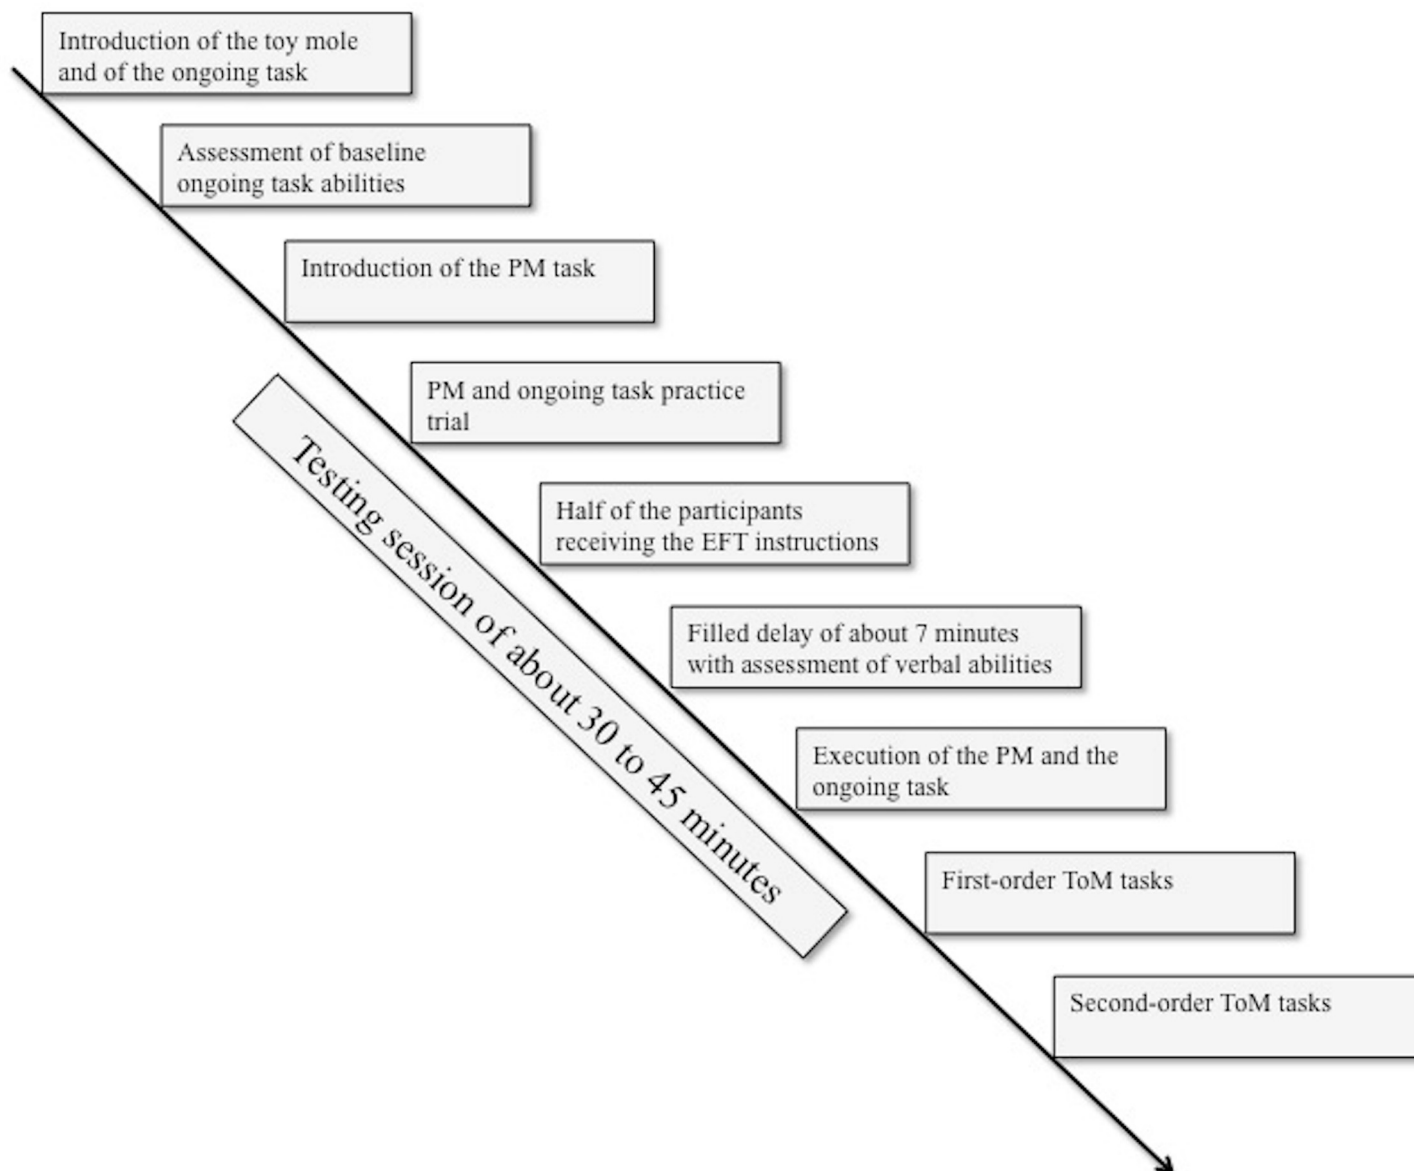 Introduction of the toy mole
and of the ongoing task
Assessment of baseline
ongoing task abilities
Introduction of the PM task
PM and ongoing task practice
trial
Half of the participants
receiving the EFT instructions
Filled delay of about 7 minutes
with assessment of verbal abilities
Execution of the PM and the
ongoing task
First-order ToM tasks
Second-order ToM tasks
Testing session of about 30 to 45 minutes